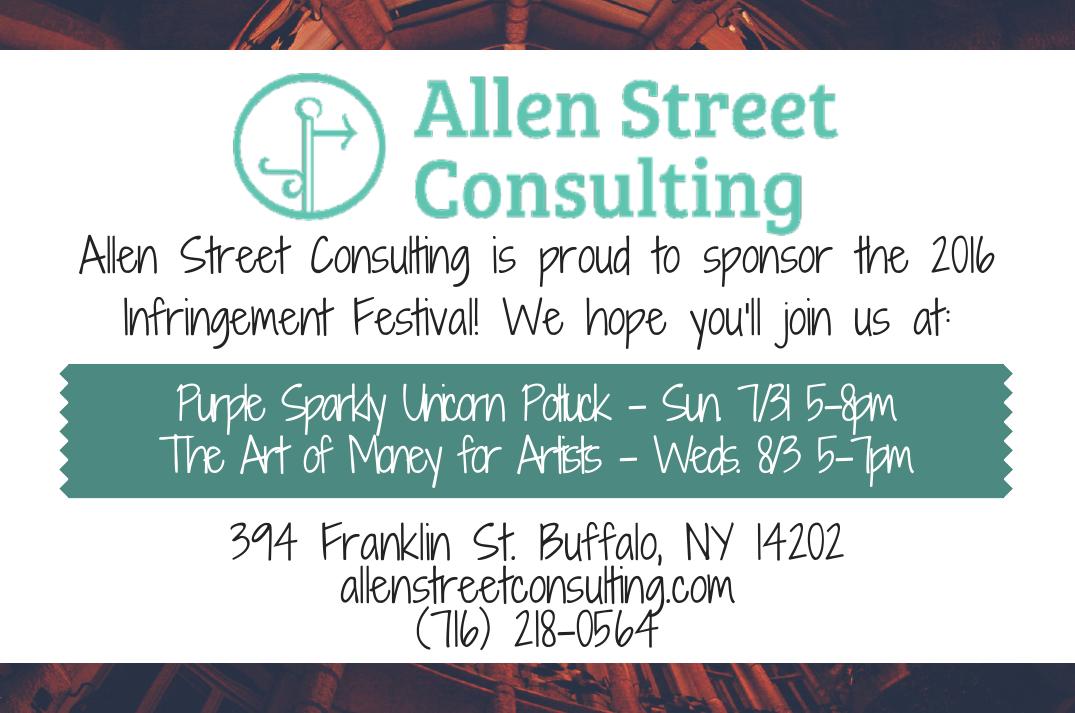 Allen Street
Consulting
Allen Street Consulting is proud to sponsor the 2016
Infringement Festival! We hope you'll join us at:
Purple Sparkly Unicorn Potluck - Sun. 7/31 5-8pm
The Art of Money for Artists - Weds. 8/3 5-7pm
394 Franklin St. Buffalo, NY 14202
allenstreetconsulting.com
(716) 218-0564